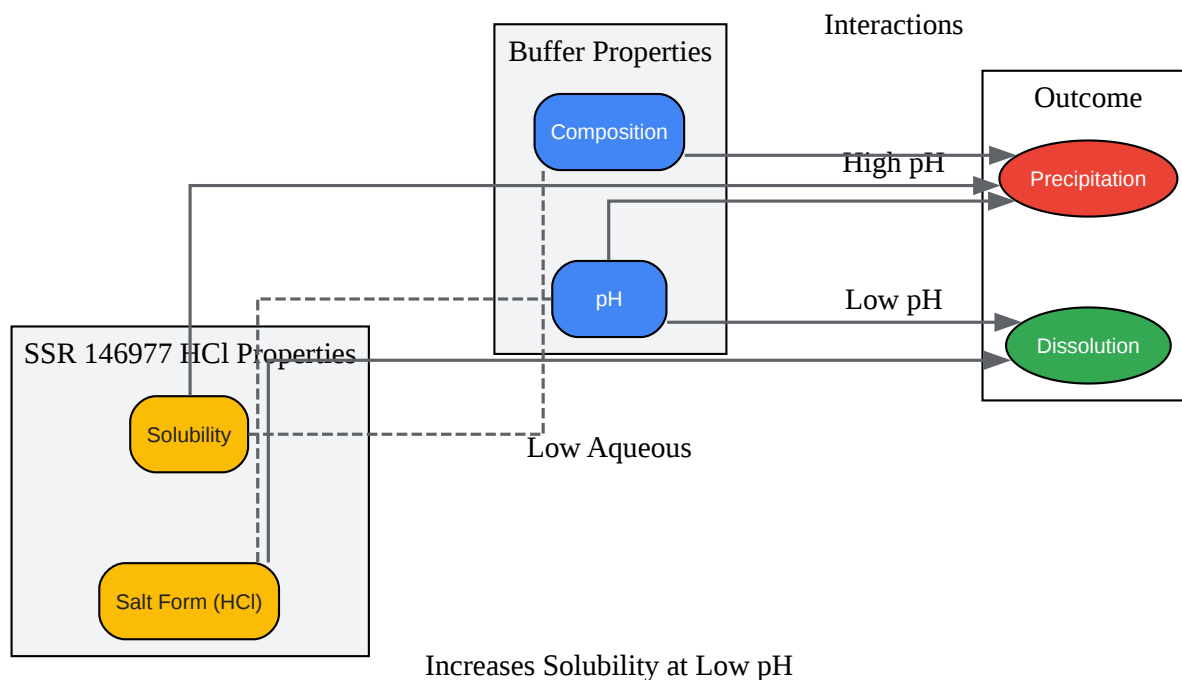 Interactions
Buffer Properties
Outcome
Composition
High pH
Precipitation
pH
Low pH
Dissolution
SSR 146977 HCl Properties
Solubility
Low Aqueous
Salt Form (HCl)
Increases Solubility at Low pH